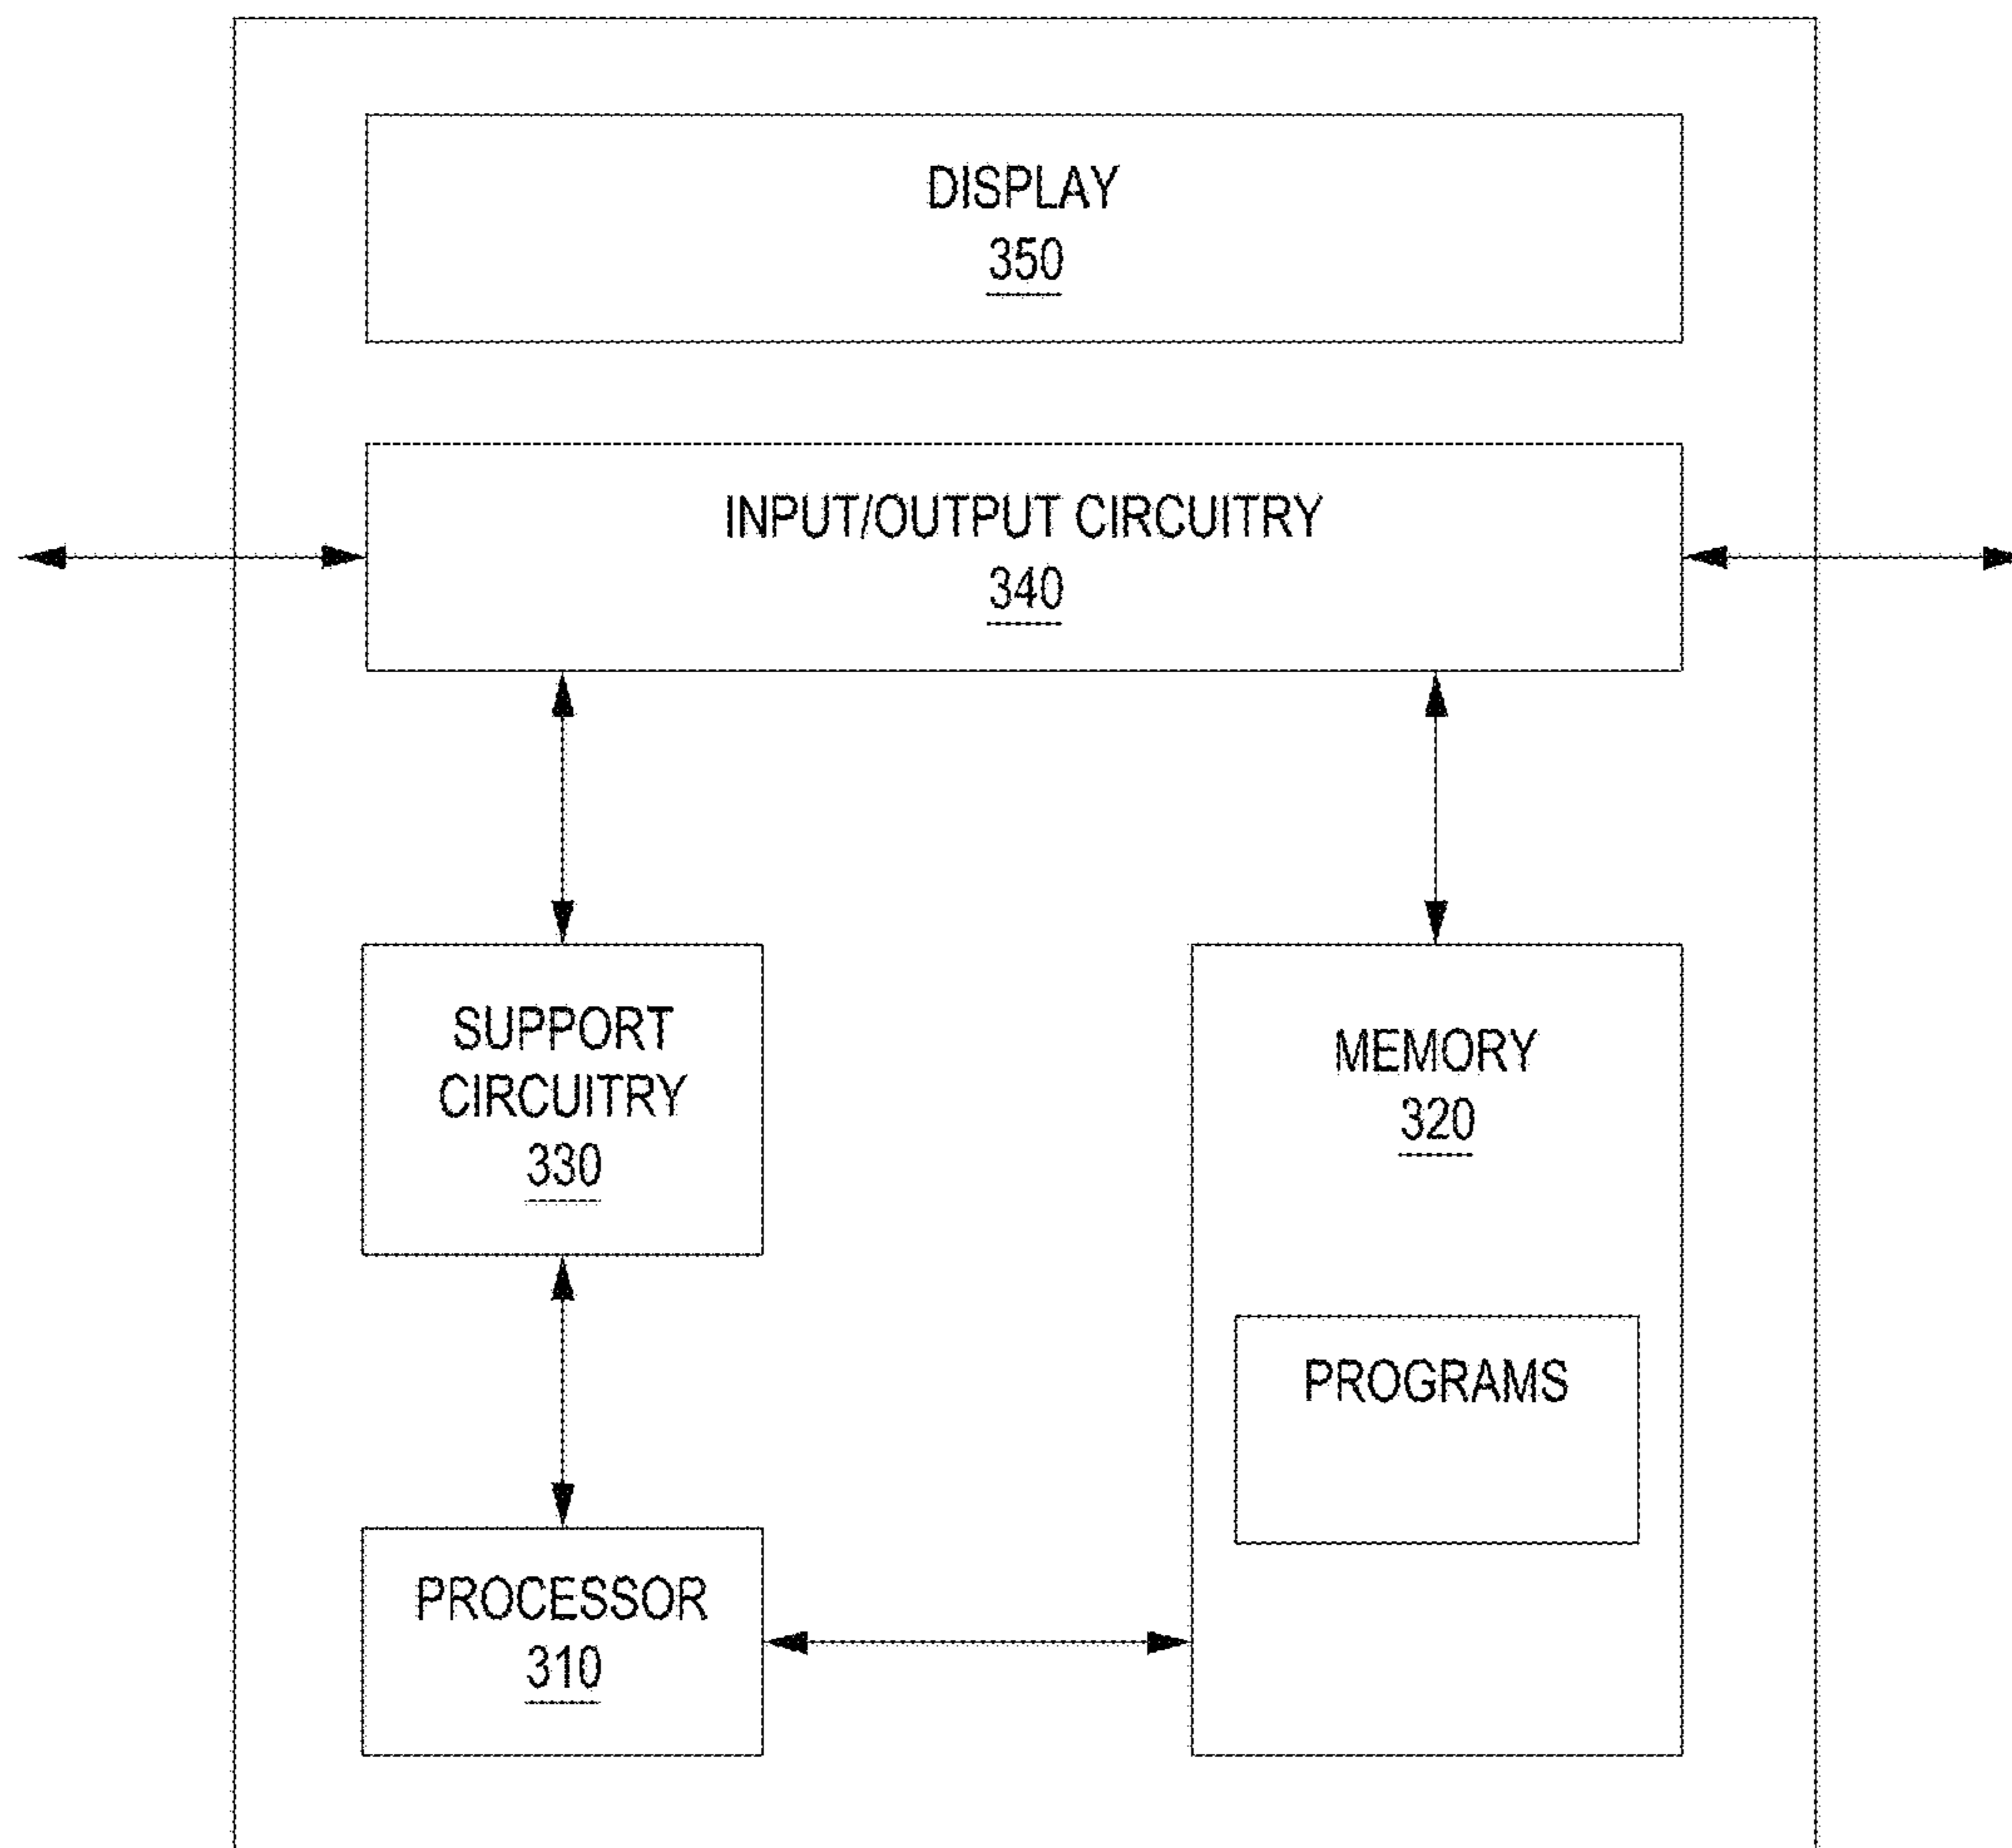 DISPLAY
350
INPUT/OUTPUT CIRCUITRY
340
SUPPORT
CIRCUITRY
330
MEMORY
320
PROGRAMS
PROCESSOR
310